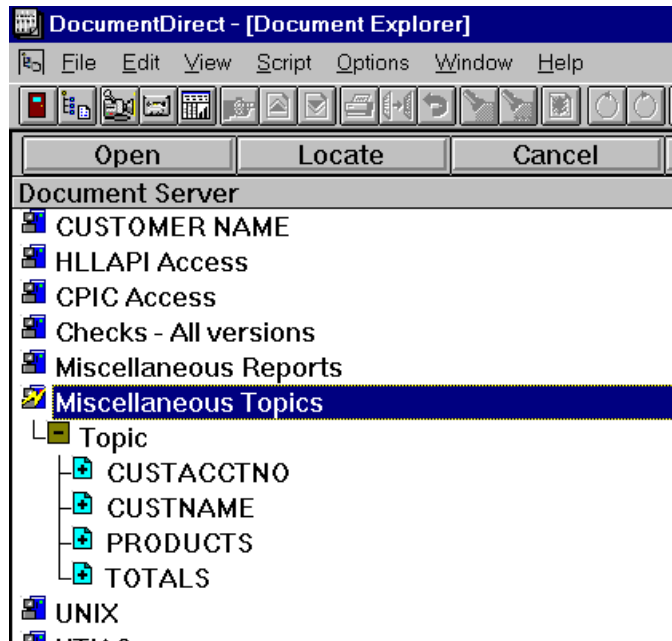 DocumentDirect - [Document Explorer]
File Edit View Script Options Window Help
Open Locate Cancel
Document Server
CUSTOMER NAME
HLLAPI Access
CPIC Access
Checks - All versions
Miscellaneous Reports
Miscellaneous Topics
Topic
CUSTACCTNO
CUSTNAME
PRODUCTS
TOTALS
UNIX